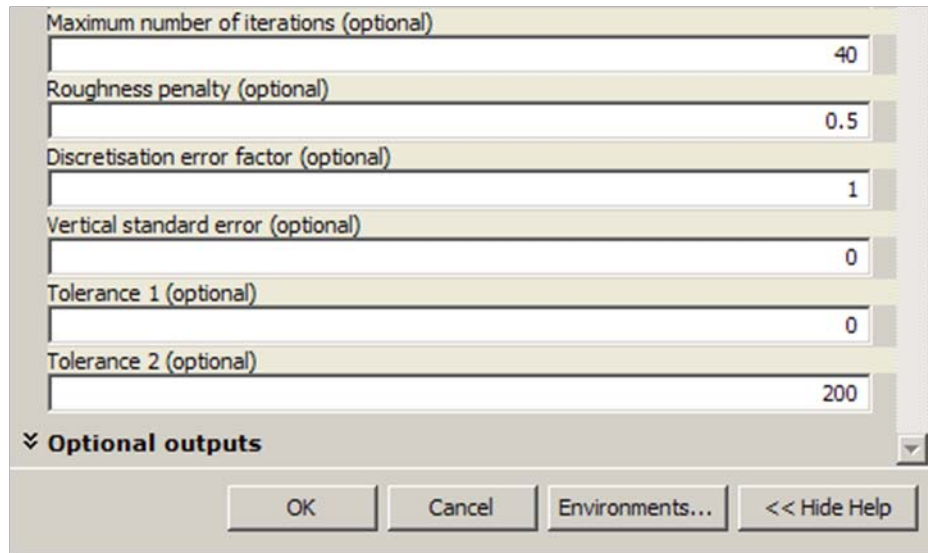 Maximum number of iterations (optional)
40
Roughness penalty (optional)
0.5
Discretisation error factor (optional)
1
Vertical standard error (optional)
0
Tolerance 1 (optional)
0
Tolerance 2 (optional)
200
Optional outputs
OK Cancel Environments... << Hide Help